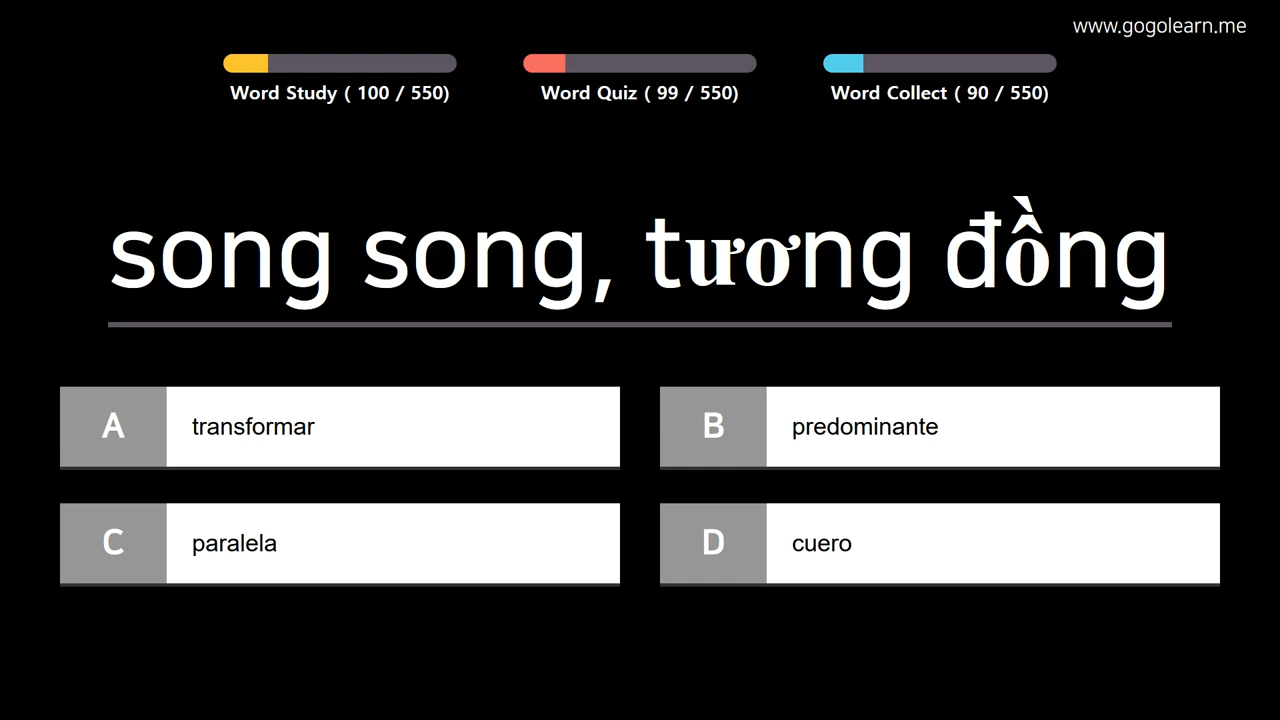 www.gogolearn.me
Word Study ( 100 / 550)
Word Quiz ( 99 / 550)
Word Collect ( 90 / 550)
song song, tương đồng
A transformar
B predominante
C paralela
D cuero